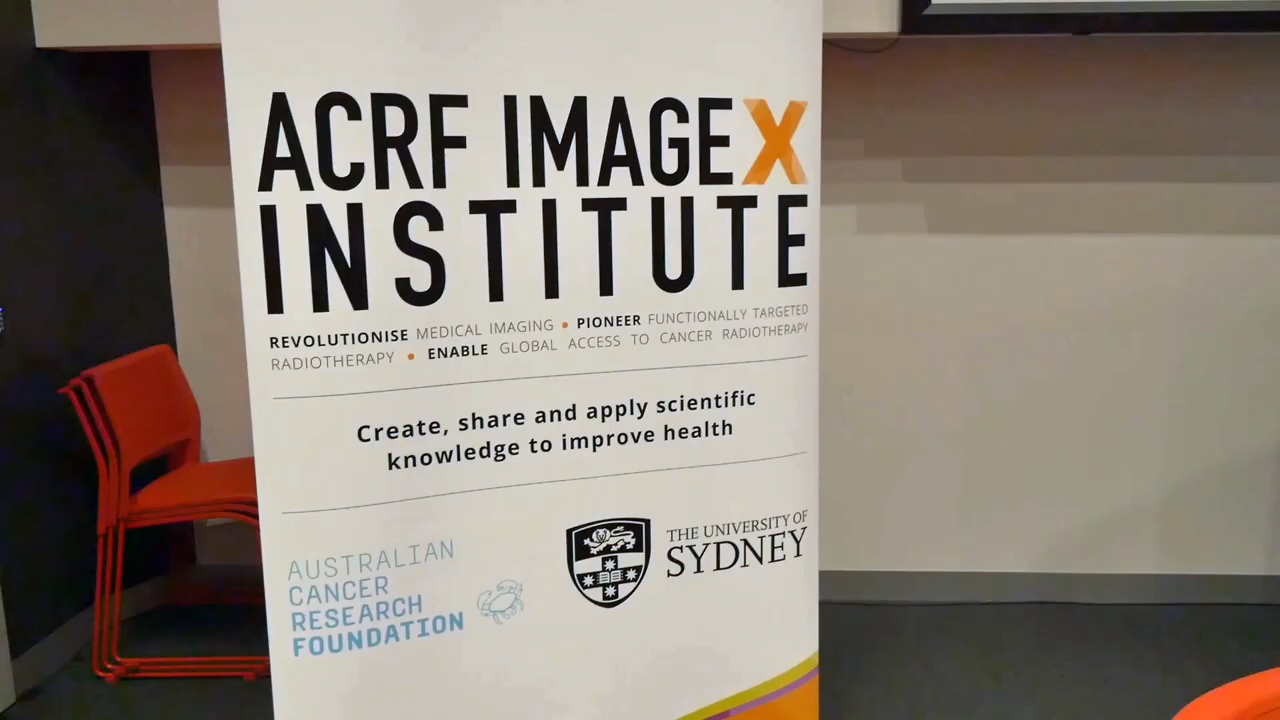 ACRF IMAGEX
INSTITUTE
REVOLUTIONISE MEDICAL IMAGING • PIONEER FUNCTIONALLY TARGETED
RADIOTHERAPY • ENABLE GLOBAL ACCESS TO CANCER RADIOTHERAPY
Create, share and apply scientific
knowledge to improve health
AUSTRALIAN
CANCER
RESEARCH
FOUNDATION
THE UNIVERSITY OF
SYDNEY